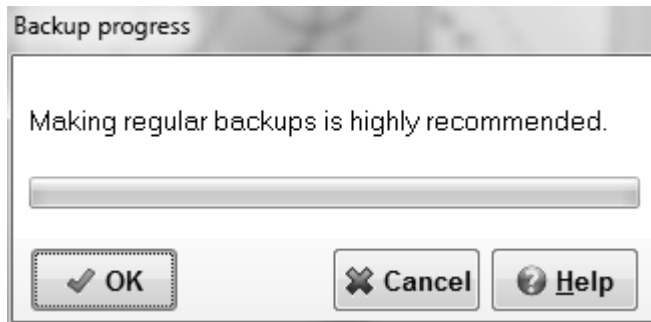 Backup progress
Making regular backups is highly recommended.
OK Cancel Help